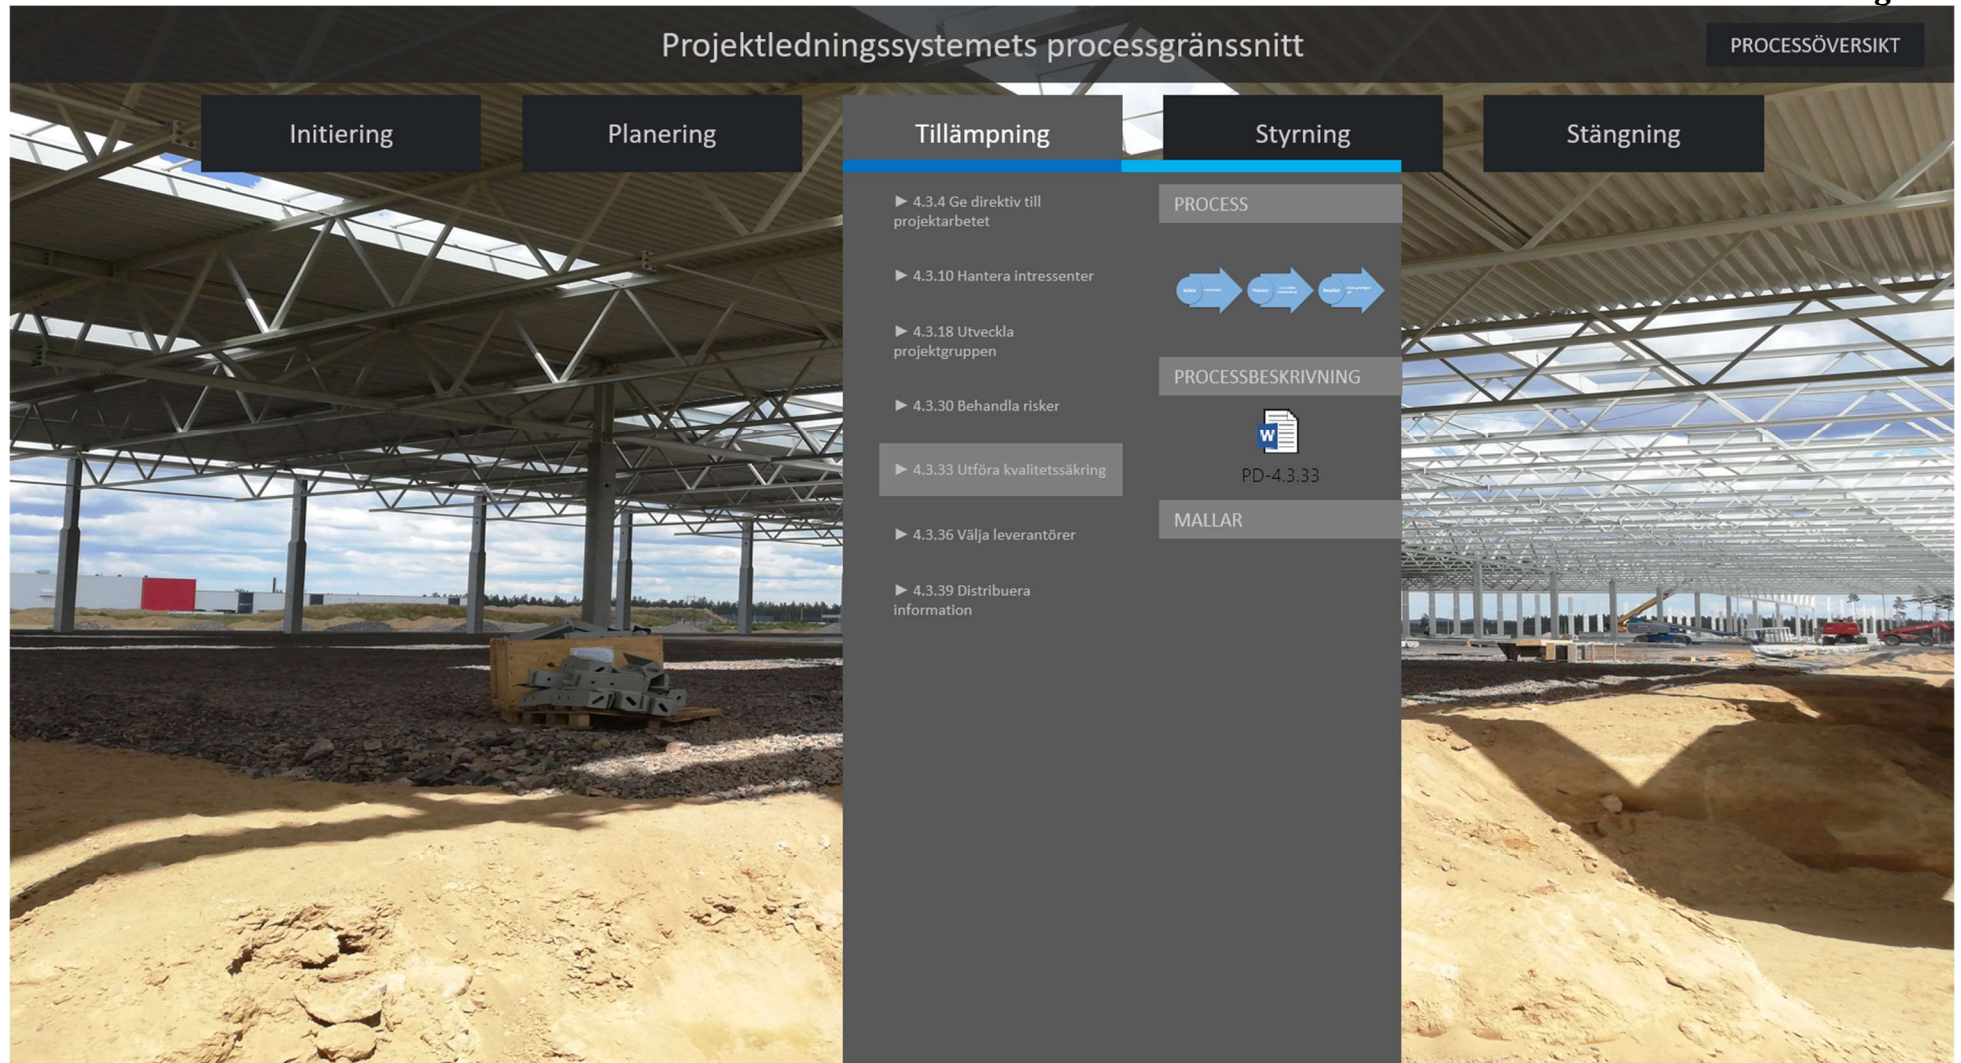 Projektledningssystemets processgränssnitt
PROCESSÖVERSIKT
Initiering
Planering
Tillämpning
Styrning
Stängning
► 4.3.4 Ge direktiv till
projektarbetet
► 4.3.10 Hantera intressenter
► 4.3.18 Utveckla
projektgruppen
► 4.3.30 Behandla risker
► 4.3.33 Utföra kvalitetssäkring
► 4.3.36 Välja leverantörer
► 4.3.39 Distribuera
information
PROCESS
PROCESSBESKRIVNING
W
PD-4.3.33
MALLAR